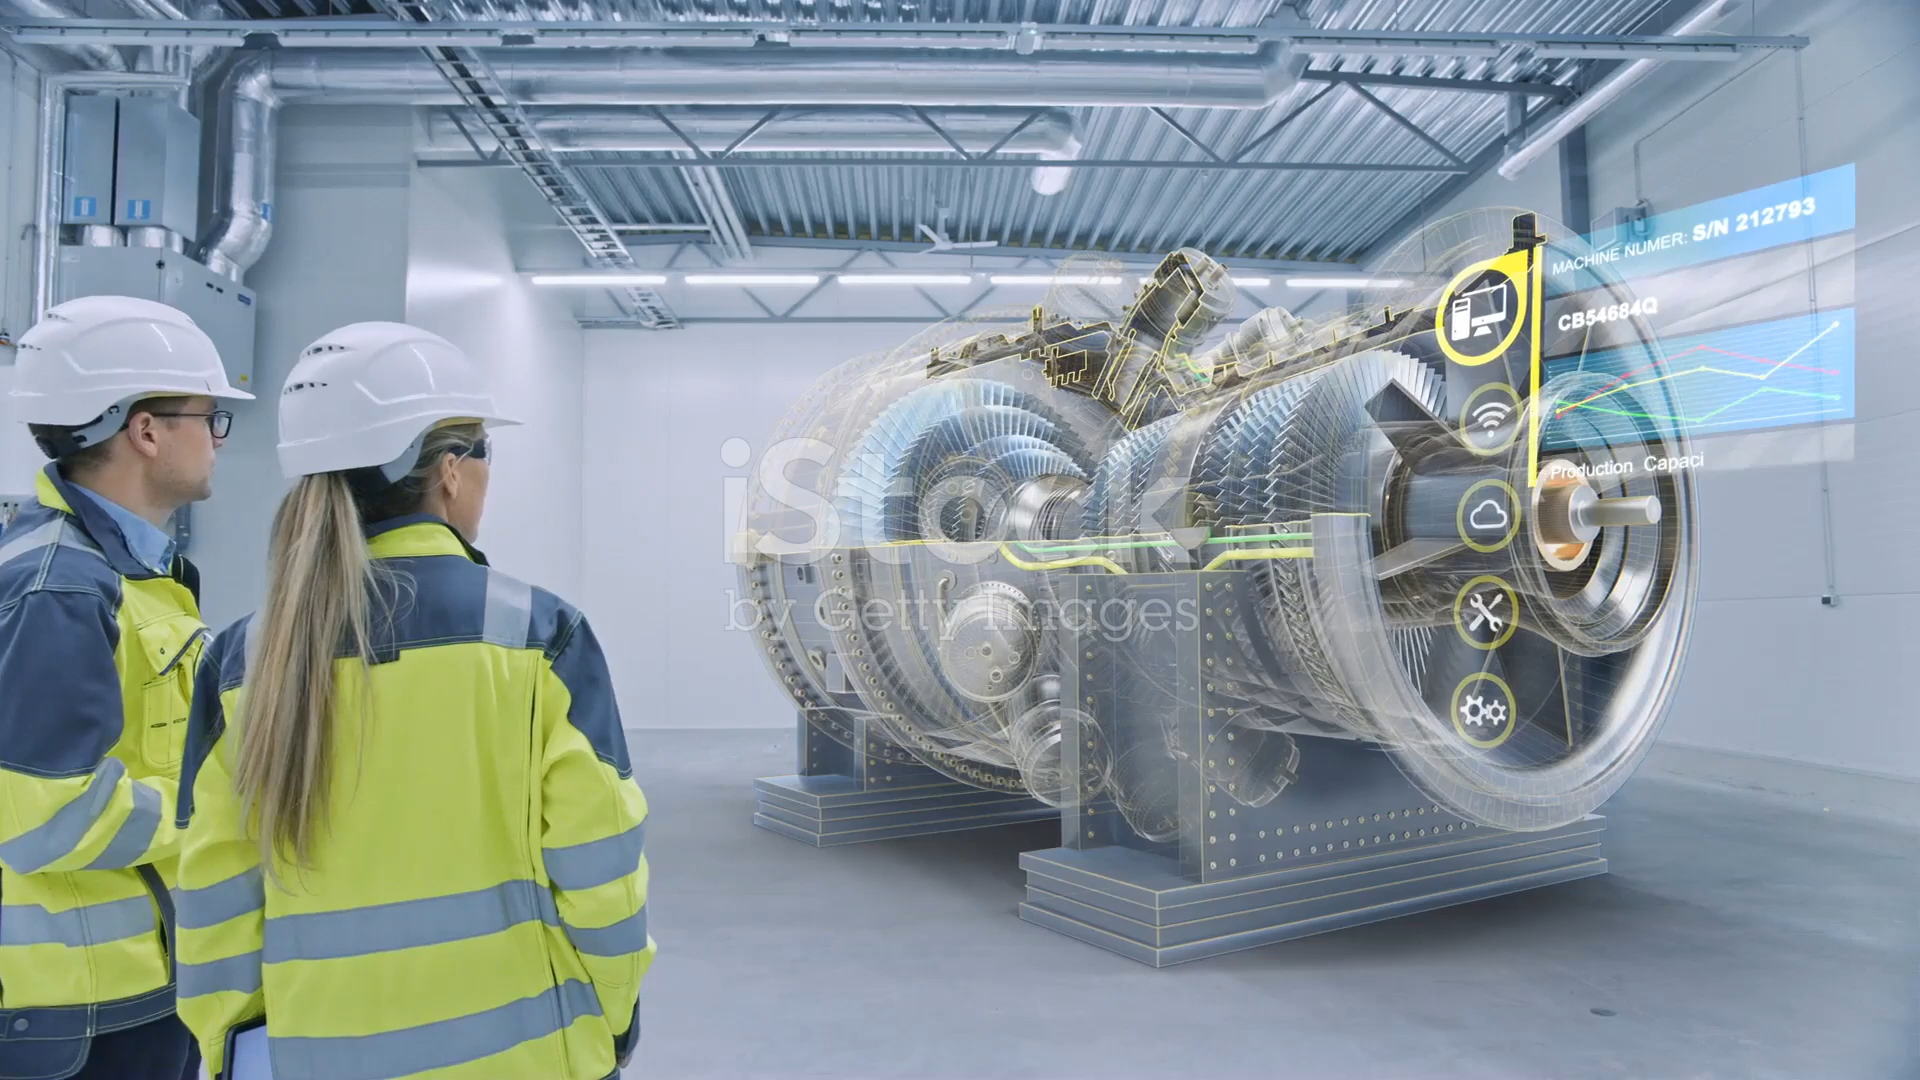 MACHINE NUMER: S/N 212793
CB54684Q
Production Capaci
iStock
by Getty Images